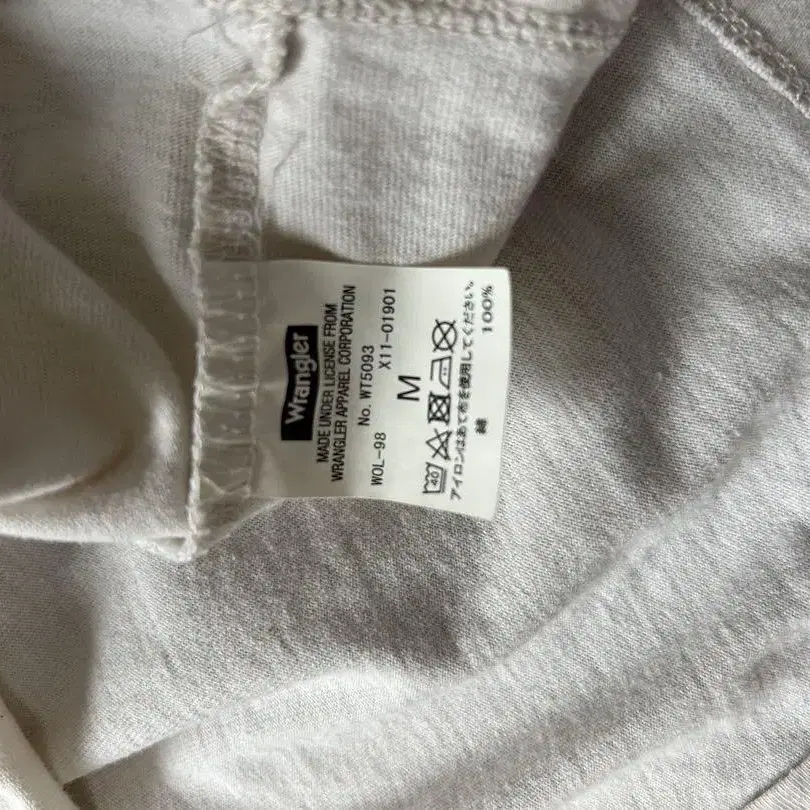 Wrangler
MADE UNDER LICENSE FROM
WRANGLER APPAREL CORPORATION
No. WT5093
WOL-98 X11-01901
M
40
アイロンはあて布を使用してください。
綿 100%